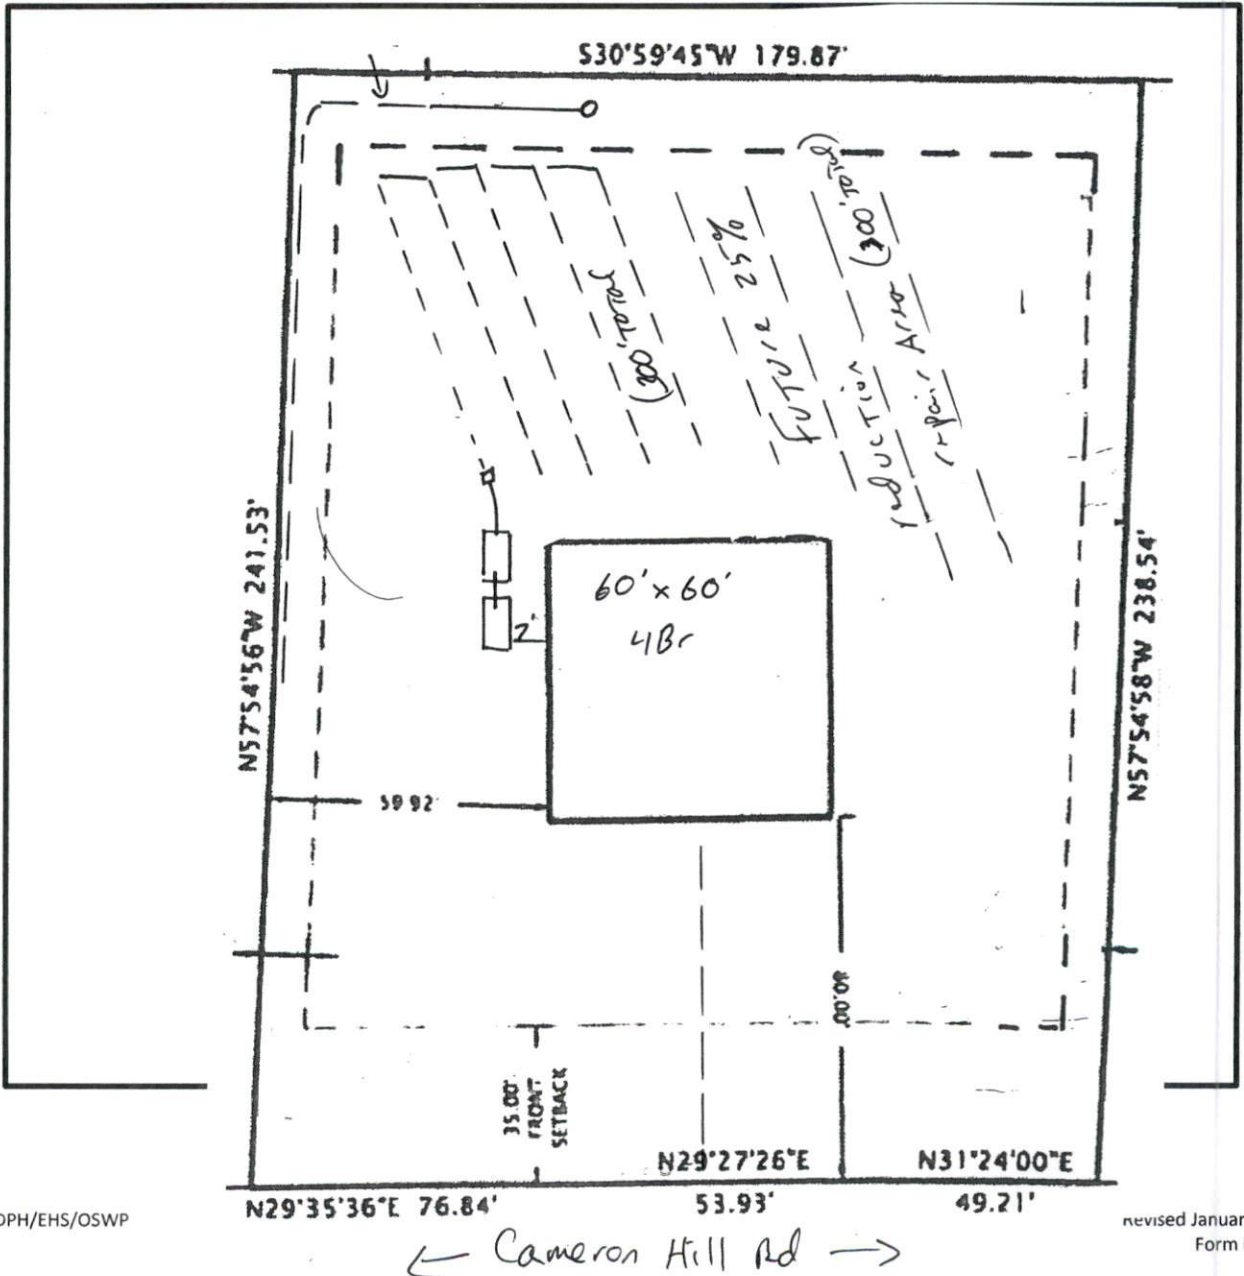 S30°59'45"W 179.87'
(300' Total)
Future 25%
reduction
repair Area (300' Total)
N57°54'56"W 241.53'
60' x 60'
4Br
2'
N57°54'58"W 238.54'
59.92'
60.00'
35.00'
FRONT
SETBACK
N29°27'26"E
N31°24'00"E
N29°35'36"E 76.84'
53.93'
49.21'
DPH/EHS/OSWP
Revised Januar
Form
← Cameron Hill Rd →